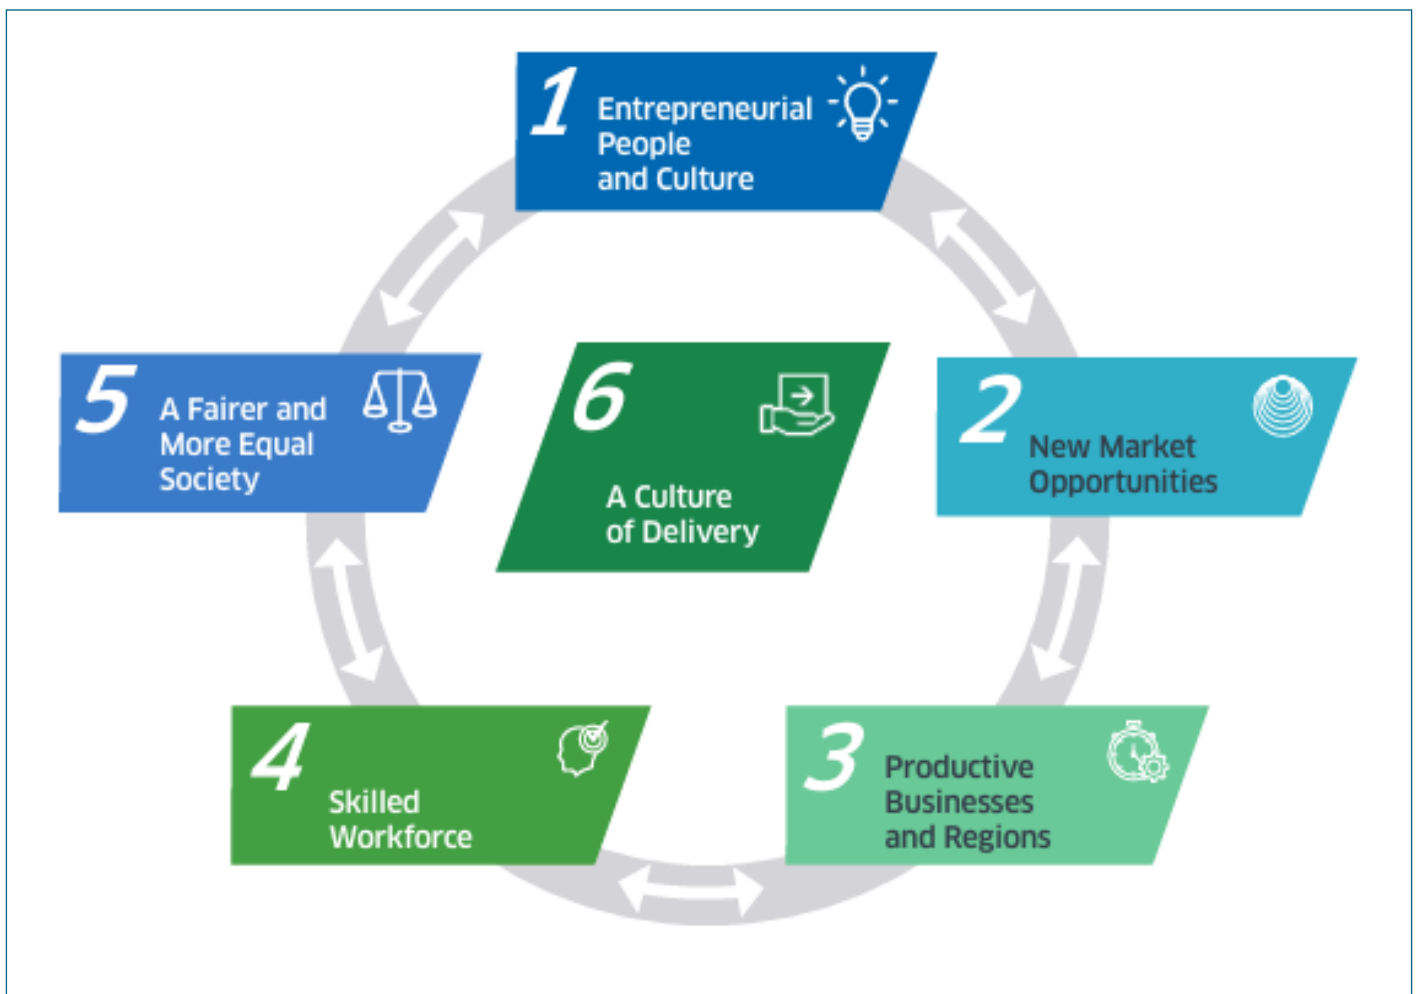 1
Entrepreneurial
People
and Culture
2
New Market
Opportunities
3
Productive
Businesses
and Regions
4
Skilled
Workforce
5
A Fairer and
More Equal
Society
6
A Culture
of Delivery